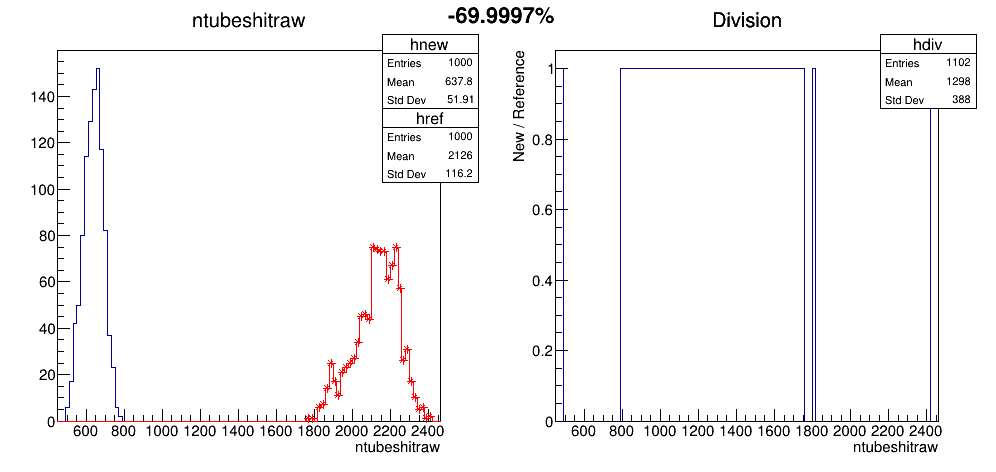 -69.9997%
ntubeshitraw
hnew
Entries 1000
Mean 637.8
Std Dev 51.91
href
Entries 1000
Mean 2126
Std Dev 116.2
140
120
100
80
60
40
20
0
600 800 1000 1200 1400 1600 1800 2000 2200 2400
ntubeshitraw
Division
hdiv
Entries 1102
Mean 1298
Std Dev 388
New / Reference
1
0.8
0.6
0.4
0.2
0
600 800 1000 1200 1400 1600 1800 2000 2200 2400
ntubeshitraw